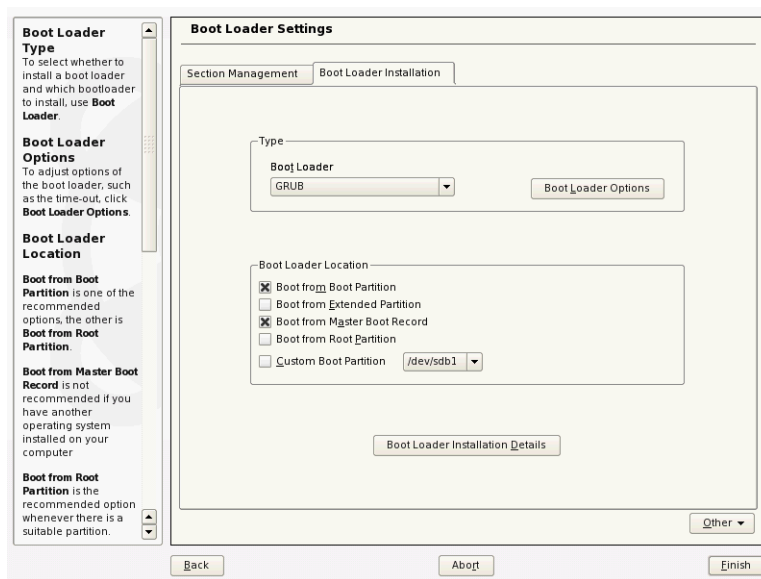 Boot Loader
Type
To select whether to
install a boot loader
and which bootloader
to install, use Boot
Loader.
Boot Loader
Options
To adjust options of
the boot loader, such
as the time-out, click
Boot Loader Options.
Boot Loader
Location
Boot from Boot
Partition is one of the
recommended
options, the other is
Boot from Root
Partition.
Boot from Master Boot
Record is not
recommended if you
have another
operating system
installed on your
computer
Boot from Root
Partition is the
recommended option
whenever there is a
suitable partition.
Boot Loader Settings
Section Management
Boot Loader Installation
Type
Boot Loader
GRUB
Boot Loader Options
Boot Loader Location
Boot from Boot Partition
Boot from Extended Partition
Boot from Master Boot Record
Boot from Root Partition
Custom Boot Partition /dev/sdb1
Boot Loader Installation Details
Other
Back
Abort
Finish